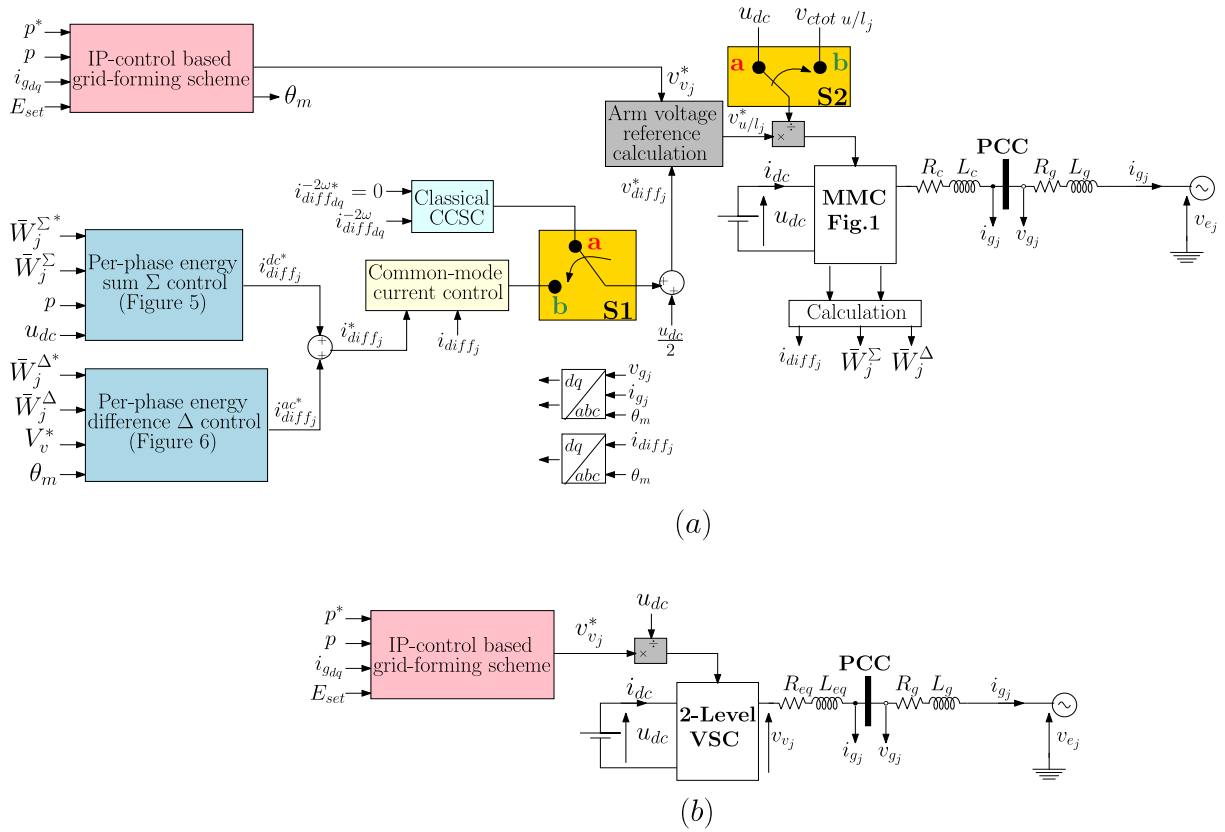 p*
p
i_{g_{dq}}
E_{set}
IP-control based
grid-forming scheme
θ_m
v*_{v_j}
u_{dc}
v_{ctot u/l_j}
a
b
S2
Arm voltage
reference
calculation
v*_{u/l_j}
×
÷
v*_{diff_j}
i^{-2ω*}_{diff_{dq}} = 0
i^{-2ω}_{diff_{dq}}
Classical
CCSC
a
b
S1
+
+
u_{dc}/2
i_{dc}
u_{dc}
MMC
Fig.1
R_c
L_c
PCC
R_g
L_g
i_{g_j}
i_{g_j}
v_{g_j}
v_{e_j}
Calculation
i_{diff_j}
W̄^Σ_j
W̄^Δ_j
W̄^{Σ*}_j
W̄^Σ_j
p
u_{dc}
Per-phase energy
sum Σ control
(Figure 5)
i^{dc*}_{diff_j}
Common-mode
current control
i*_{diff_j}
i_{diff_j}
+
+
W̄^{Δ*}_j
W̄^Δ_j
V*_v
θ_m
Per-phase energy
difference Δ control
(Figure 6)
i^{ac*}_{diff_j}
dq
abc
v_{g_j}
i_{g_j}
θ_m
dq
abc
i_{diff_j}
θ_m
(a)
p*
p
i_{g_{dq}}
E_{set}
IP-control based
grid-forming scheme
v*_{v_j}
u_{dc}
×
÷
i_{dc}
u_{dc}
2-Level
VSC
v_{v_j}
R_{eq}
L_{eq}
PCC
R_g
L_g
i_{g_j}
i_{g_j}
v_{g_j}
v_{e_j}
(b)